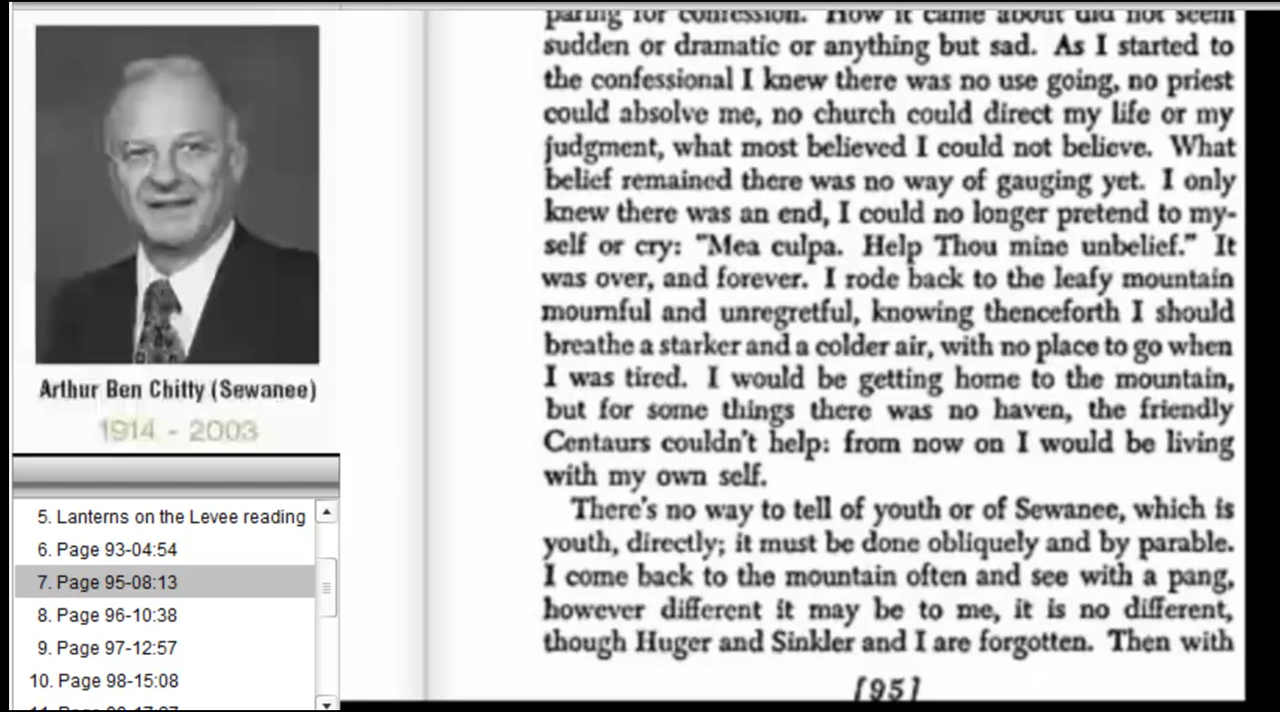 Arthur Ben Chitty (Sewanee)
1914 - 2003
5. Lanterns on the Levee reading
6. Page 93-04:54
7. Page 95-08:13
8. Page 96-10:38
9. Page 97-12:57
10. Page 98-15:08
paring for confession. How it came about did not seem
sudden or dramatic or anything but sad. As I started to
the confessional I knew there was no use going, no priest
could absolve me, no church could direct my life or my
judgment, what most believed I could not believe. What
belief remained there was no way of gauging yet. I only
knew there was an end, I could no longer pretend to my-
self or cry: "Mea culpa. Help Thou mine unbelief." It
was over, and forever. I rode back to the leafy mountain
mournful and unregretful, knowing thenceforth I should
breathe a starker and a colder air, with no place to go when
I was tired. I would be getting home to the mountain,
but for some things there was no haven, the friendly
Centaurs couldn't help: from now on I would be living
with my own self.
There's no way to tell of youth or of Sewanee, which is
youth, directly; it must be done obliquely and by parable.
I come back to the mountain often and see with a pang,
however different it may be to me, it is no different,
though Huger and Sinkler and I are forgotten. Then with
[95]